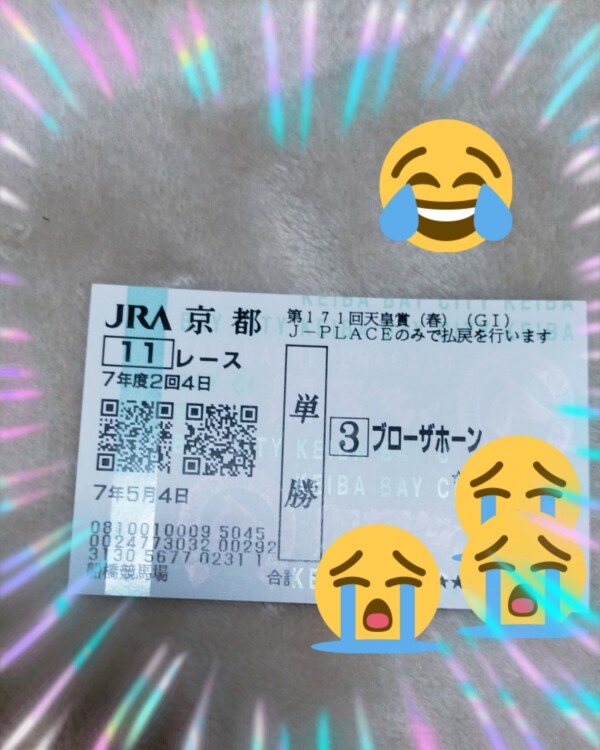 JRA 京都
11レース
7年度2回4日
7年5月4日
0810010009 5045
0024773032 00292
3130 5677 0231 1
船橋競馬場
第171回天皇賞(春) (GI)
J-PLACEのみで払戻を行います
単勝
3 ブローザホーン
合計
★★
KEIBA BAY CITY KEIBA